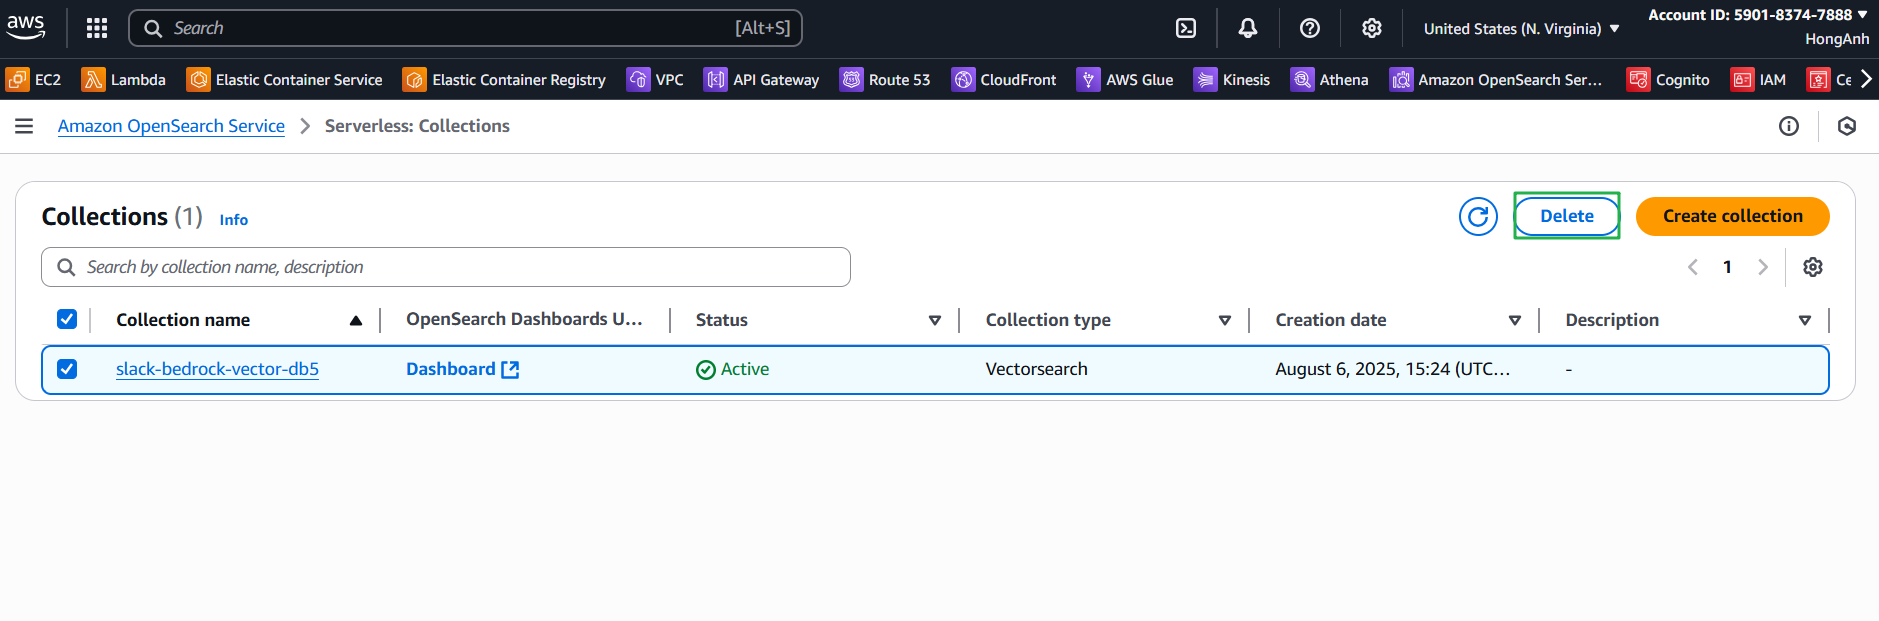 aws
Search [Alt+S]
United States (N. Virginia)
Account ID: 5901-8374-7888
HongAnh
EC2 Lambda Elastic Container Service Elastic Container Registry VPC API Gateway Route 53 CloudFront AWS Glue Kinesis Athena Amazon OpenSearch Ser... Cognito IAM Ce
Amazon OpenSearch Service > Serverless: Collections
Collections (1) Info
Delete
Create collection
Search by collection name, description
1
Collection name OpenSearch Dashboards U... Status Collection type Creation date Description
slack-bedrock-vector-db5 Dashboard Active Vectorsearch August 6, 2025, 15:24 (UTC... -